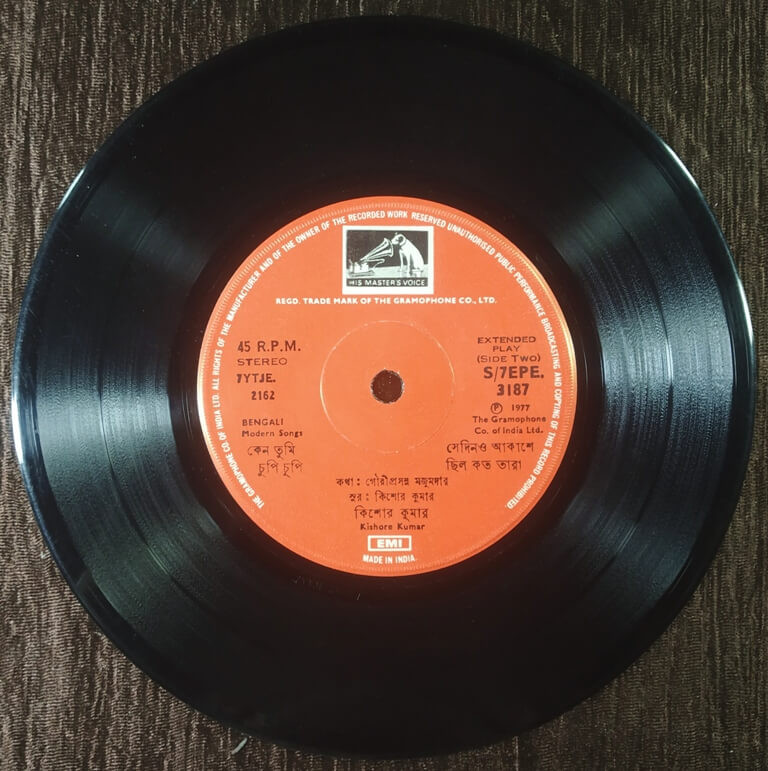 THE GRAMOPHONE CO. OF INDIA LTD. ALL RIGHTS OF THE MANUFACTURER AND OF THE OWNER OF THE RECORDED WORK RESERVED UNAUTHORISED PUBLIC PERFORMANCE BROADCASTING AND COPYING OF THIS RECORD PROHIBITED.
HIS MASTER'S VOICE
REGD. TRADE MARK OF THE GRAMOPHONE CO., LTD.
45 R.P.M.
STEREO
7YTJE.
2162
EXTENDED
PLAY
(SIDE TWO)
S/7EPE.
3187
Ⓟ 1977
The Gramophone
Co. of India Ltd.
BENGALI
Modern Songs
কেন তুমি
চুপি চুপি
সেদিনও আকাশে
ছিল কত তারা
কথা : গৌরীপ্রসন্ন মজুমদার
সুর : কিশোর কুমার
কিশোর কুমার
Kishore Kumar
EMI
MADE IN INDIA.